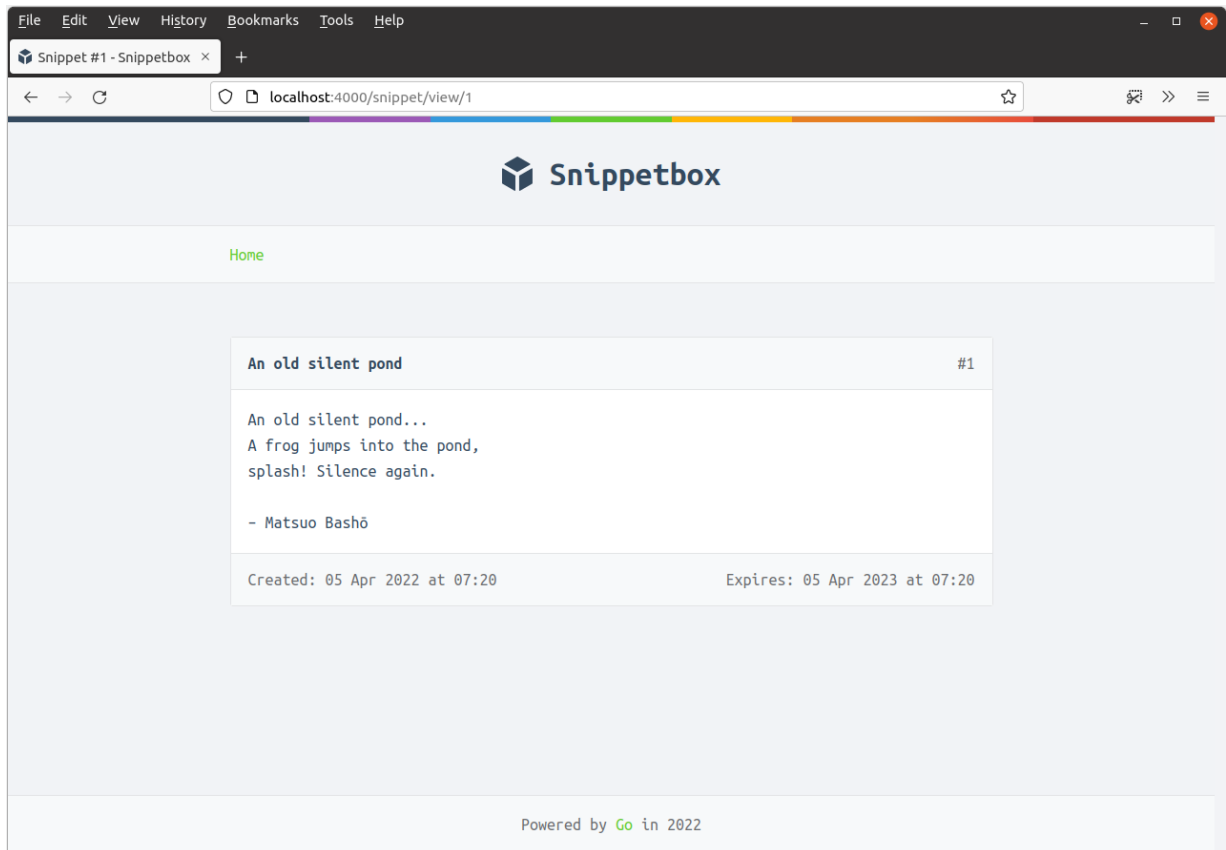 File Edit View History Bookmarks Tools Help
Snippet #1 - Snippetbox
localhost:4000/snippet/view/1
Snippetbox
Home
An old silent pond #1
An old silent pond...
A frog jumps into the pond,
splash! Silence again.
– Matsuo Bashō
Created: 05 Apr 2022 at 07:20 Expires: 05 Apr 2023 at 07:20
Powered by Go in 2022